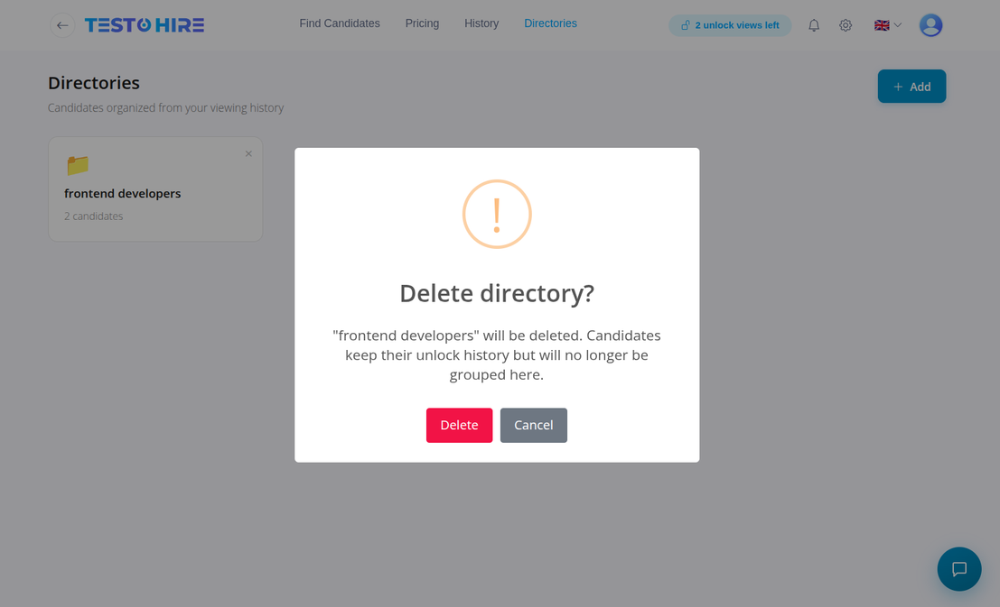 TESTOHIRE
Find Candidates
Pricing
History
Directories
2 unlock views left
Directories
Candidates organized from your viewing history
+ Add
frontend developers
2 candidates
!
Delete directory?
"frontend developers" will be deleted. Candidates
keep their unlock history but will no longer be
grouped here.
Delete
Cancel